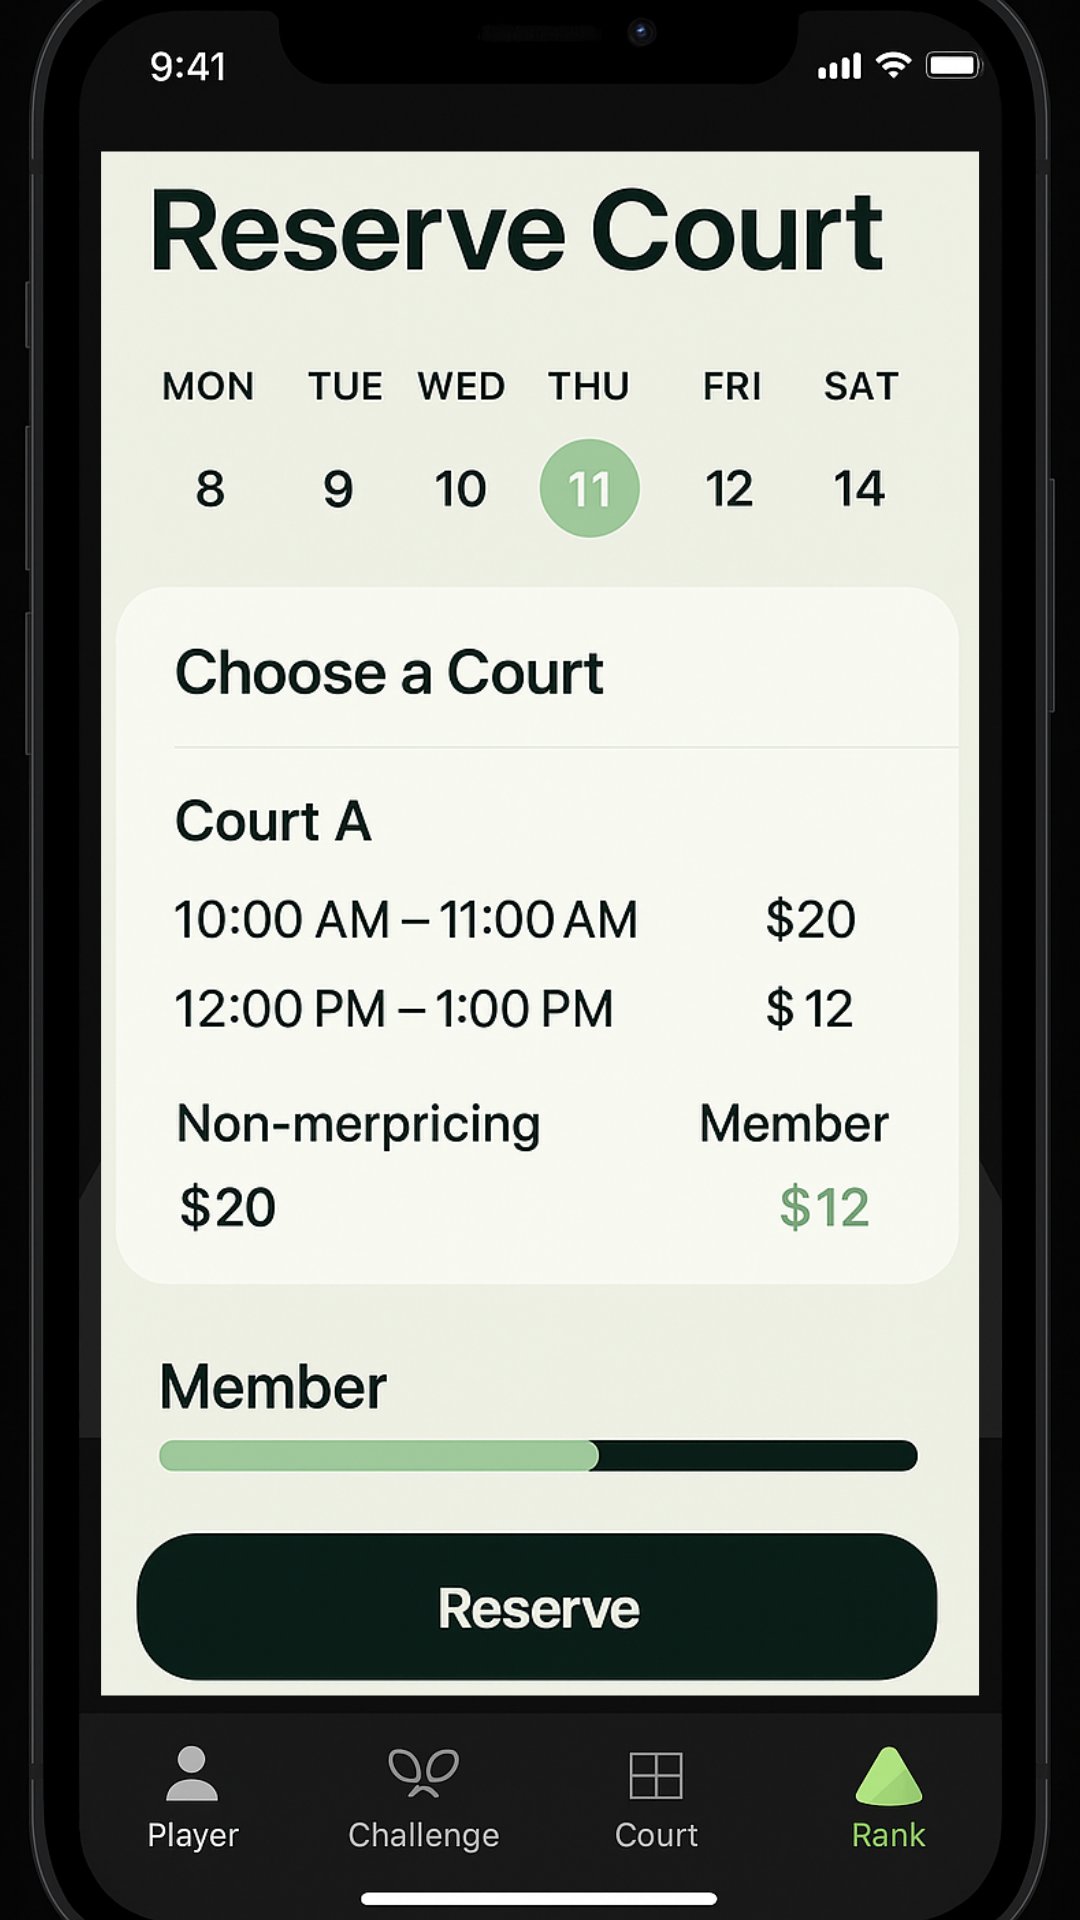 9:41
Reserve Court
MON TUE WED THU FRI SAT
8 9 10 11 12 14
Choose a Court
Court A
10:00 AM – 11:00 AM $20
12:00 PM – 1:00 PM $12
Non-merpricing Member
$20 $12
Member
Reserve
Player Challenge Court Rank